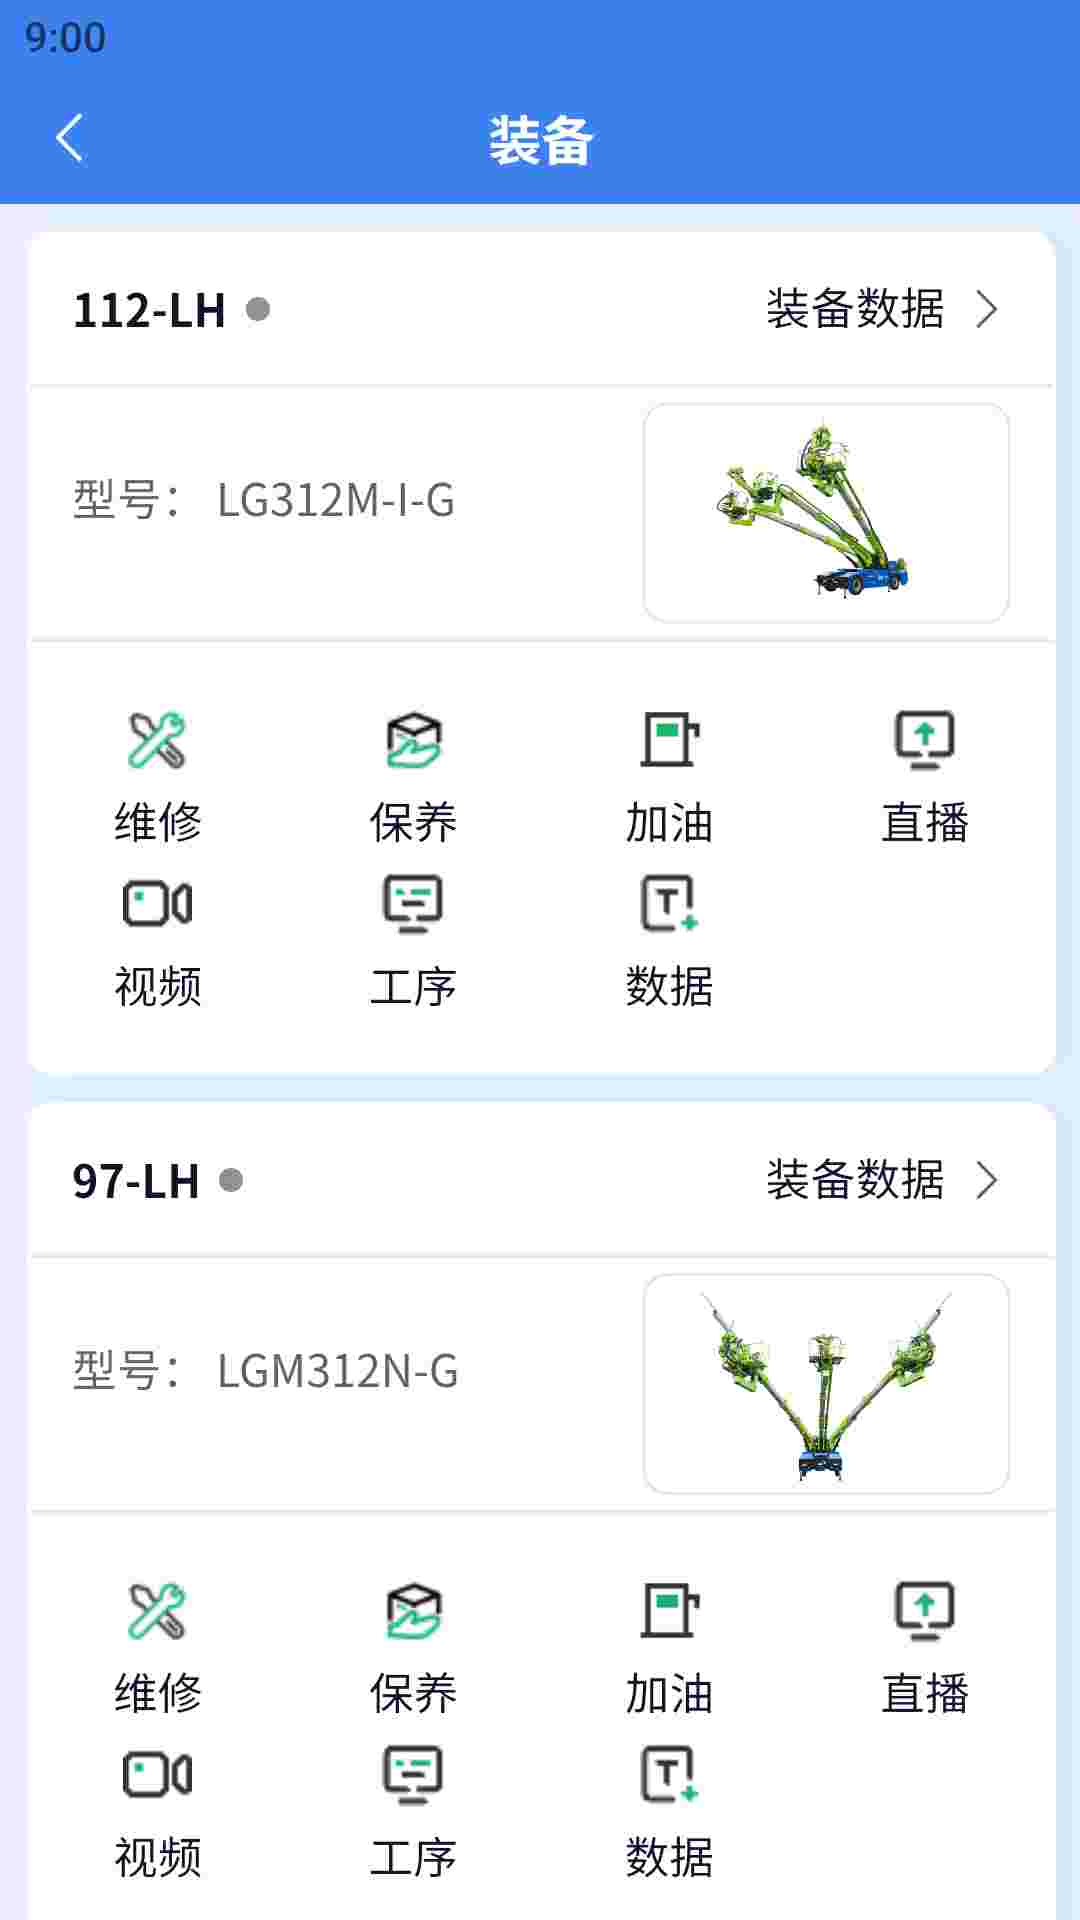 9:00
装备
112-LH 装备数据
型号： LG312M-I-G
维修 保养 加油 直播
视频 工序 数据
97-LH 装备数据
型号： LGM312N-G
维修 保养 加油 直播
视频 工序 数据